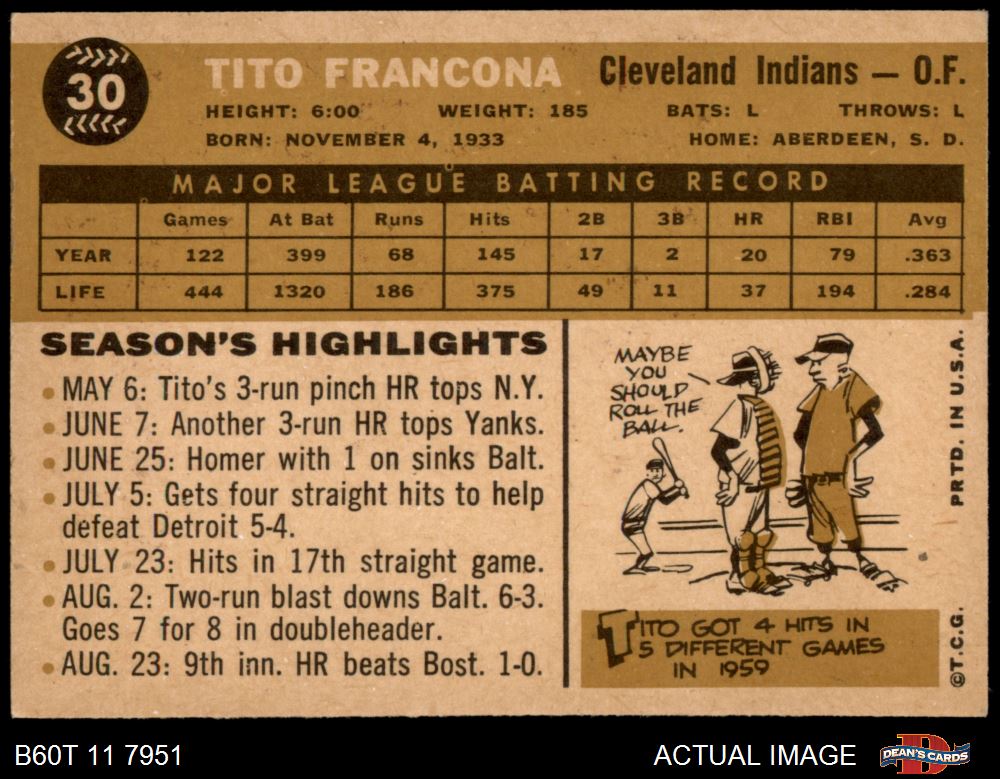 30
TITO FRANCONA
Cleveland Indians — O.F.
HEIGHT: 6:00 WEIGHT: 185 BATS: L THROWS: L
BORN: NOVEMBER 4, 1933 HOME: ABERDEEN, S. D.
MAJOR LEAGUE BATTING RECORD
Games At Bat Runs Hits 2B 3B HR RBI Avg
YEAR 122 399 68 145 17 2 20 79 .363
LIFE 444 1320 186 375 49 11 37 194 .284
SEASON'S HIGHLIGHTS
• MAY 6: Tito's 3-run pinch HR tops N.Y.
• JUNE 7: Another 3-run HR tops Yanks.
• JUNE 25: Homer with 1 on sinks Balt.
• JULY 5: Gets four straight hits to help
defeat Detroit 5-4.
• JULY 23: Hits in 17th straight game.
• AUG. 2: Two-run blast downs Balt. 6-3.
Goes 7 for 8 in doubleheader.
• AUG. 23: 9th inn. HR beats Bost. 1-0.
MAYBE
YOU
SHOULD
ROLL THE
BALL.
TITO GOT 4 HITS IN
5 DIFFERENT GAMES
IN 1959
PRTD. IN U.S.A.
©T.C.G.
B60T 11 7951
ACTUAL IMAGE
DEAN'S CARDS